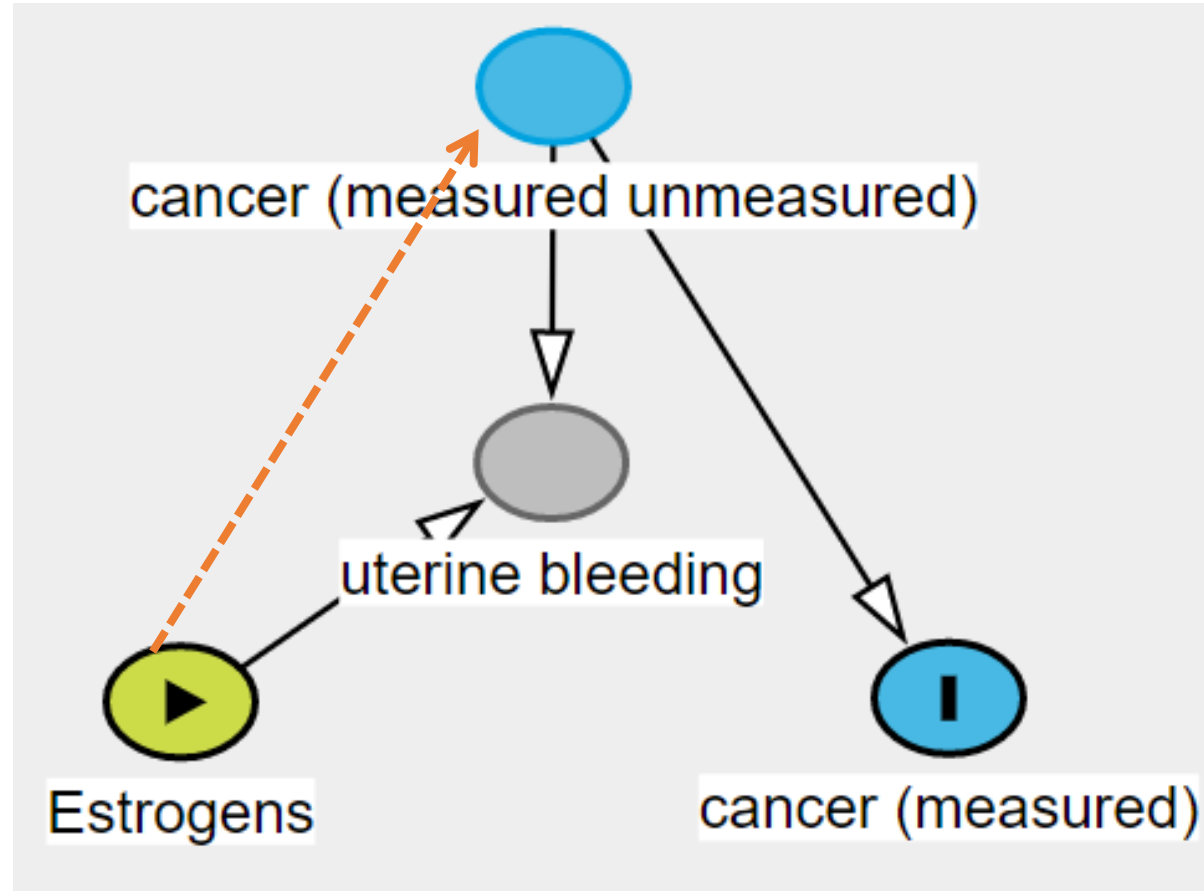 cancer (measured unmeasured)
uterine bleeding
Estrogens
cancer (measured)